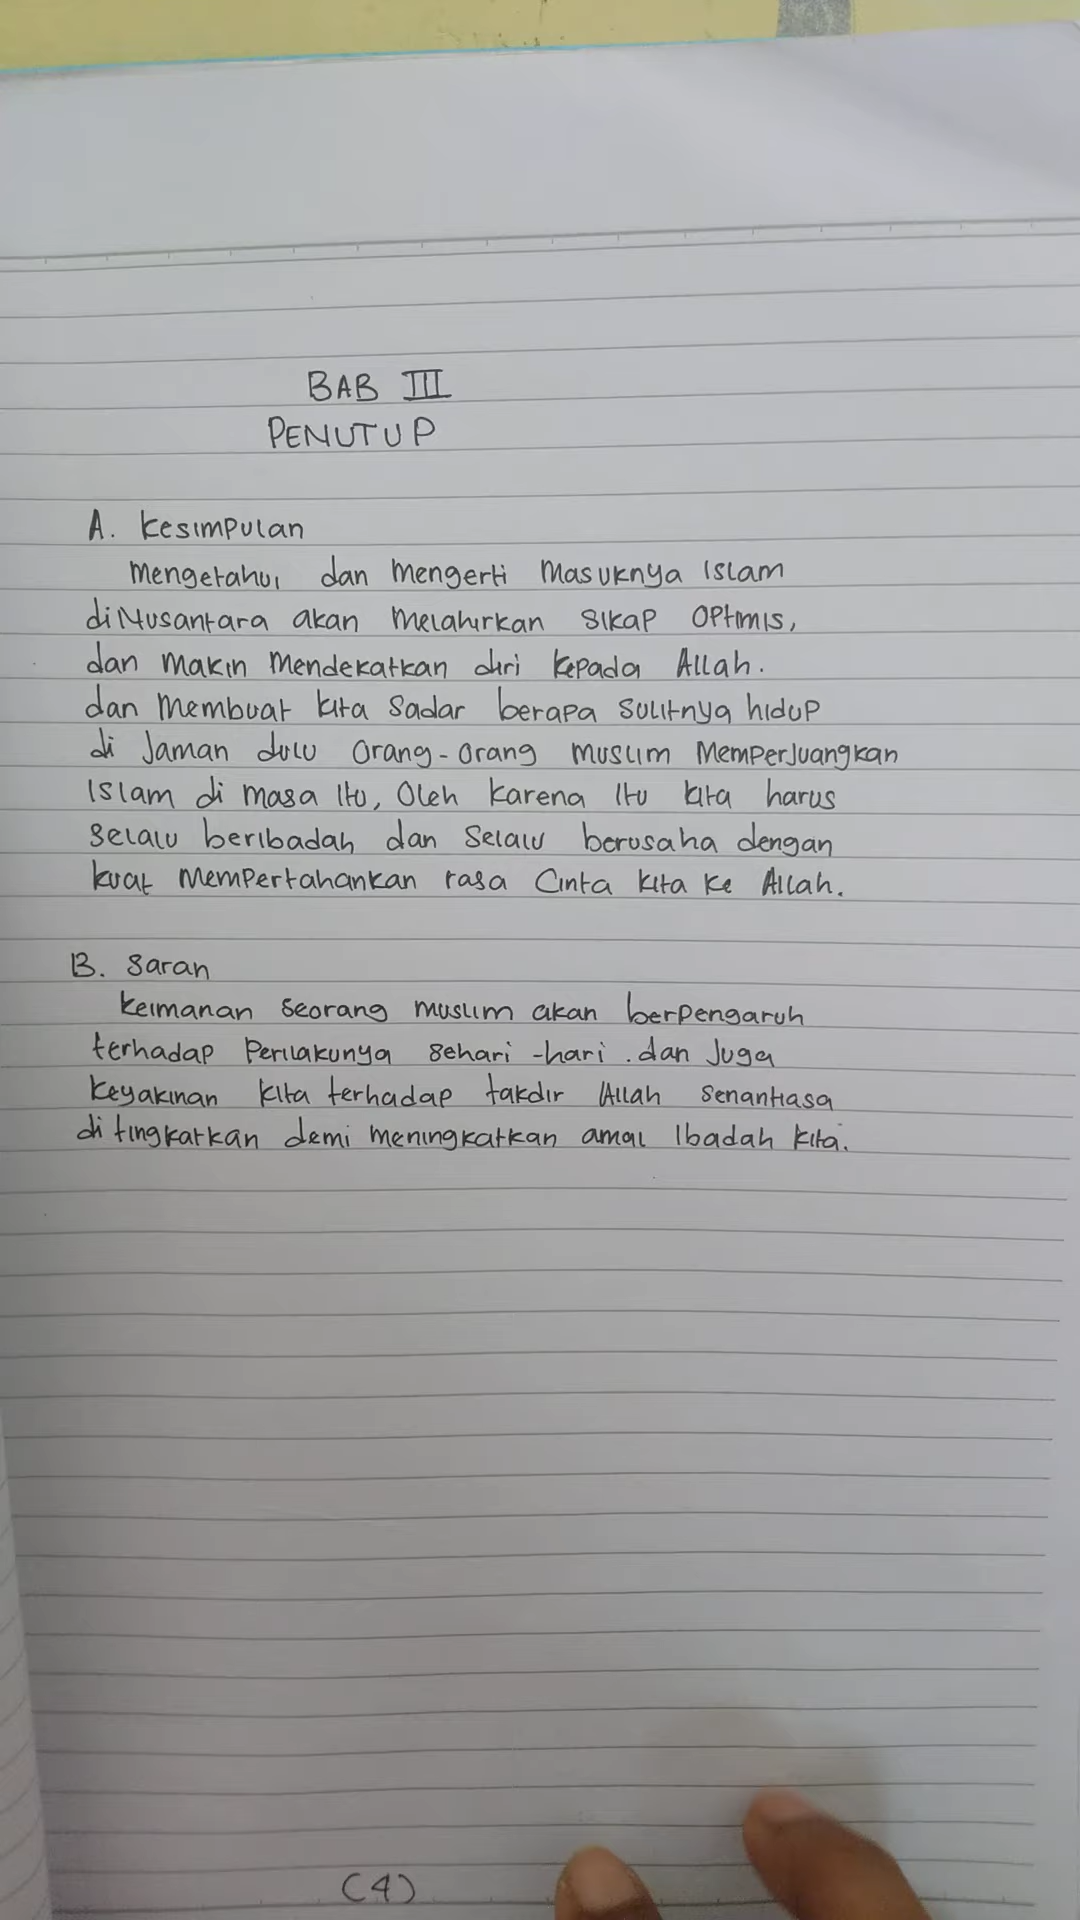 BAB III
PENUTUP
A. Kesimpulan
Mengetahui dan mengerti Masuknya Islam
di Nusantara akan Melahirkan Sikap Optimis,
dan Makin Mendekatkan diri kepada Allah.
dan Membuat kita Sadar berapa Sulitnya hidup
di Jaman dulu Orang-orang muslim Memperjuangkan
Islam di masa Itu, Oleh karena Itu kita harus
Selalu beribadah dan Selalu berusaha dengan
kuat Mempertahankan rasa Cinta kita ke Allah.
B. Saran
Keimanan Seorang muslim akan berpengaruh
terhadap Perilakunya Sehari-hari. dan Juga
Keyakinan kita terhadap takdir Allah Senantiasa
di tingkatkan demi meningkatkan amal Ibadah kita.
(4)